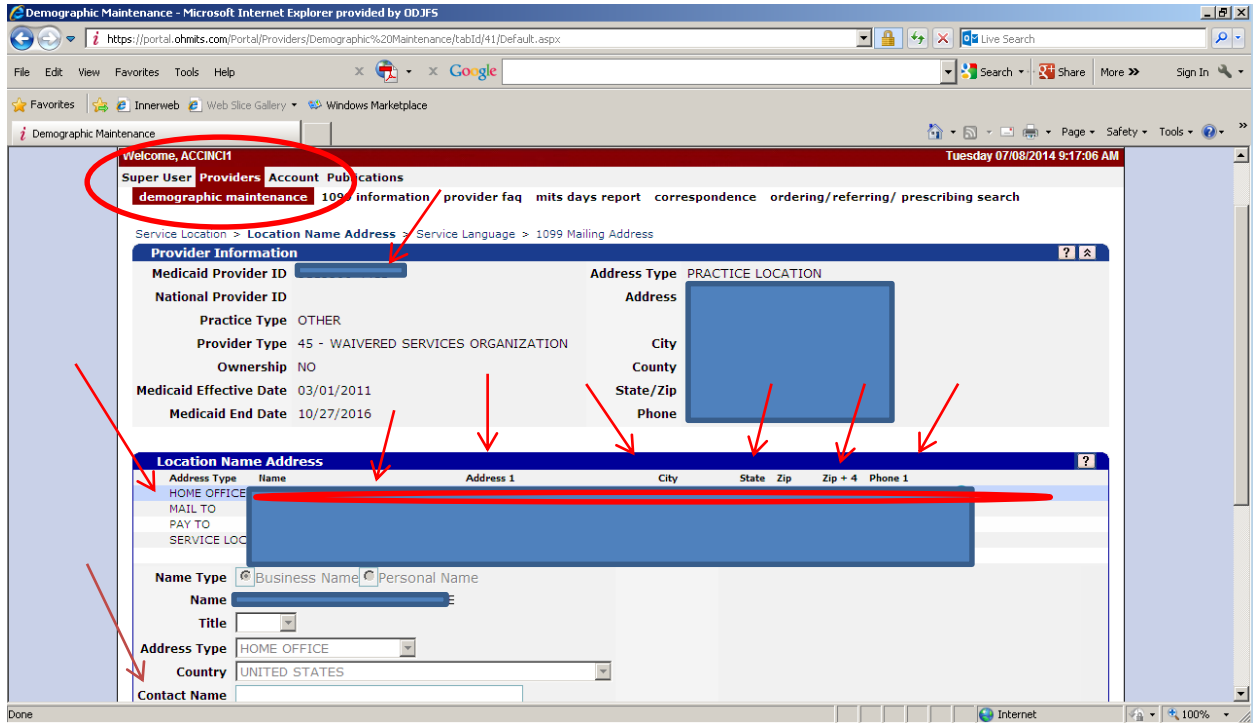 Demographic Maintenance - Microsoft Internet Explorer provided by ODJFS
https://portal.ohmits.com/Portal/Providers/Demographic%20Maintenance/tabId/41/Default.aspx
Live Search
File Edit View Favorites Tools Help
Google
Search Share More >> Sign In
Favorites Innerweb Web Slice Gallery Windows Marketplace
Demographic Maintenance
Page Safety Tools
Welcome, ACCINCI1 Tuesday 07/08/2014 9:17:06 AM
Super User Providers Account Publications
demographic maintenance 1099 information provider faq mits days report correspondence ordering/referring/ prescribing search
Service Location > Location Name Address > Service Language > 1099 Mailing Address
Provider Information ?
Medicaid Provider ID Address Type PRACTICE LOCATION
National Provider ID Address
Practice Type OTHER
Provider Type 45 - WAIVERED SERVICES ORGANIZATION City
Ownership NO County
Medicaid Effective Date 03/01/2011 State/Zip
Medicaid End Date 10/27/2016 Phone
Location Name Address ?
Address Type Name Address 1 City State Zip Zip + 4 Phone 1
HOME OFFICE
MAIL TO
PAY TO
SERVICE LOC
Name Type Business Name Personal Name
Name E
Title
Address Type HOME OFFICE
Country UNITED STATES
Contact Name
Done Internet 100%